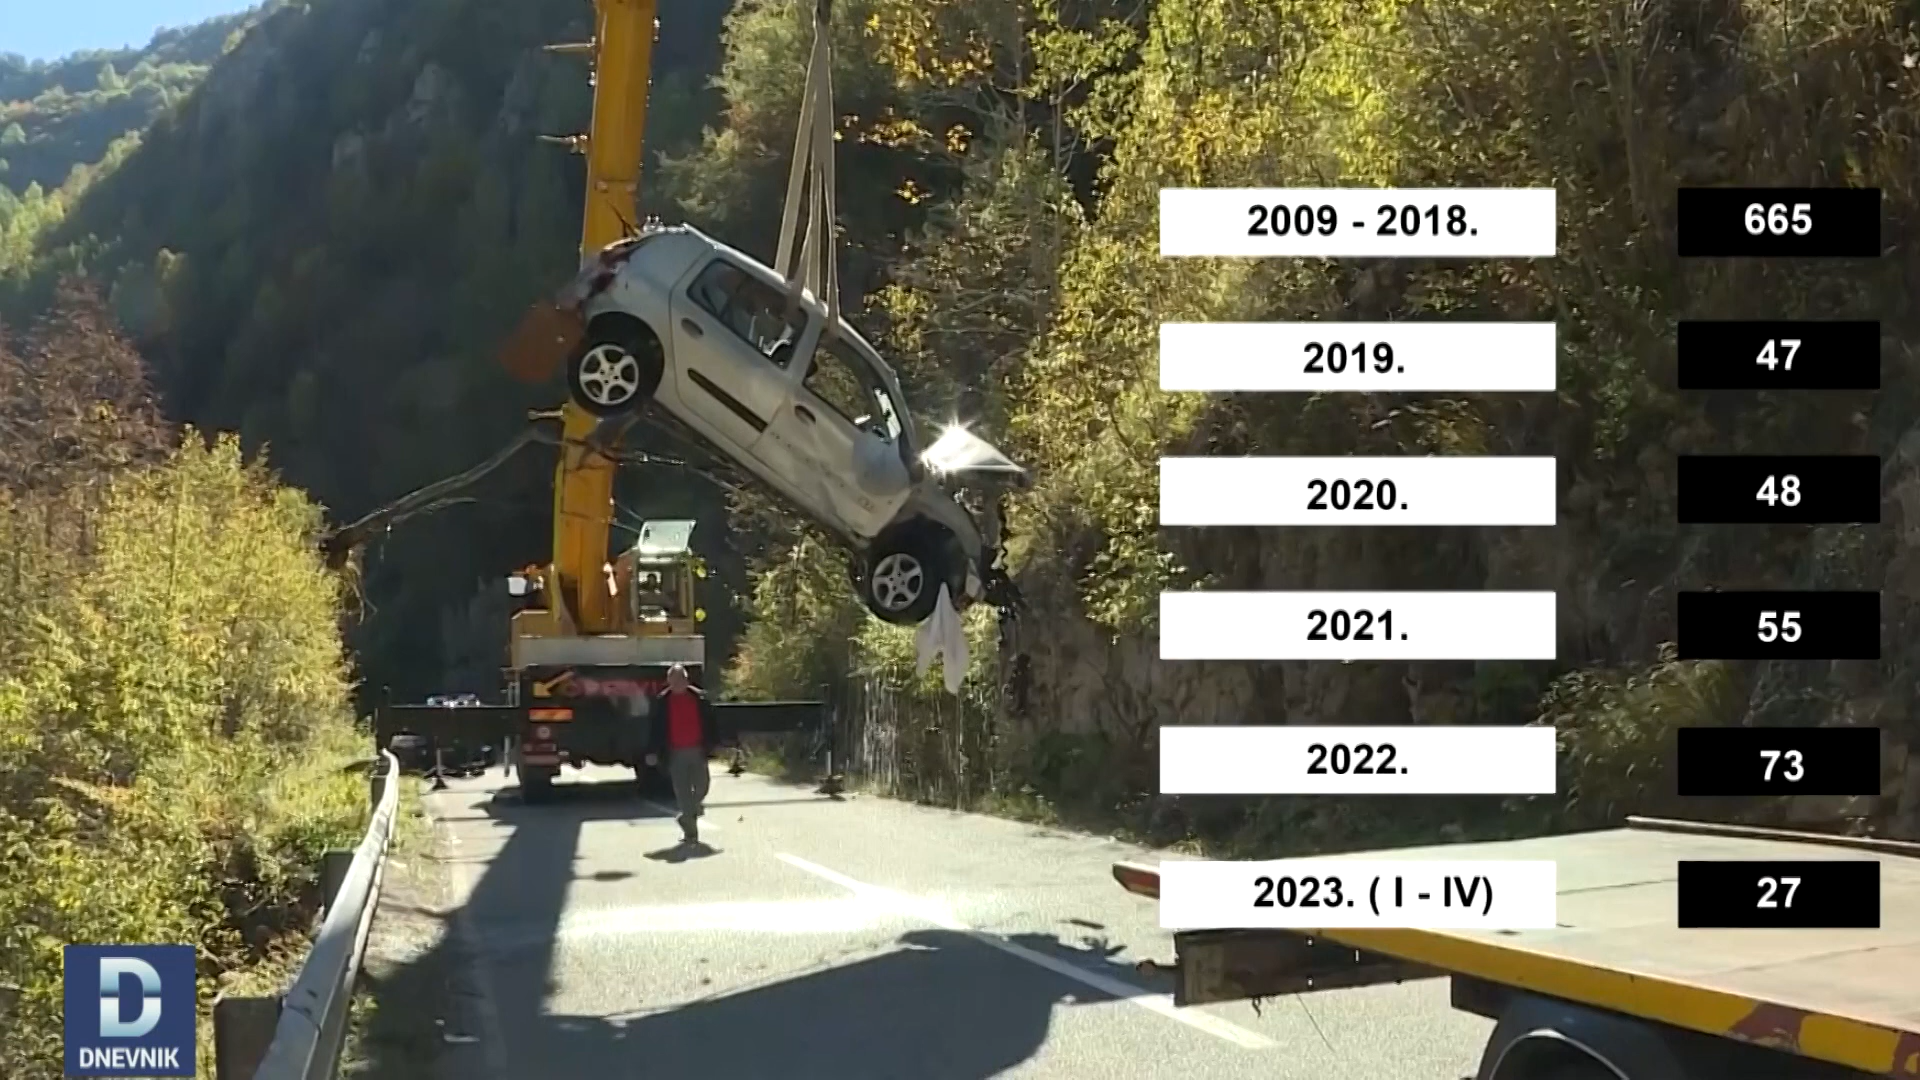 2009 - 2018. 665
2019. 47
2020. 48
2021. 55
2022. 73
2023. ( I - IV) 27
D
DNEVNIK